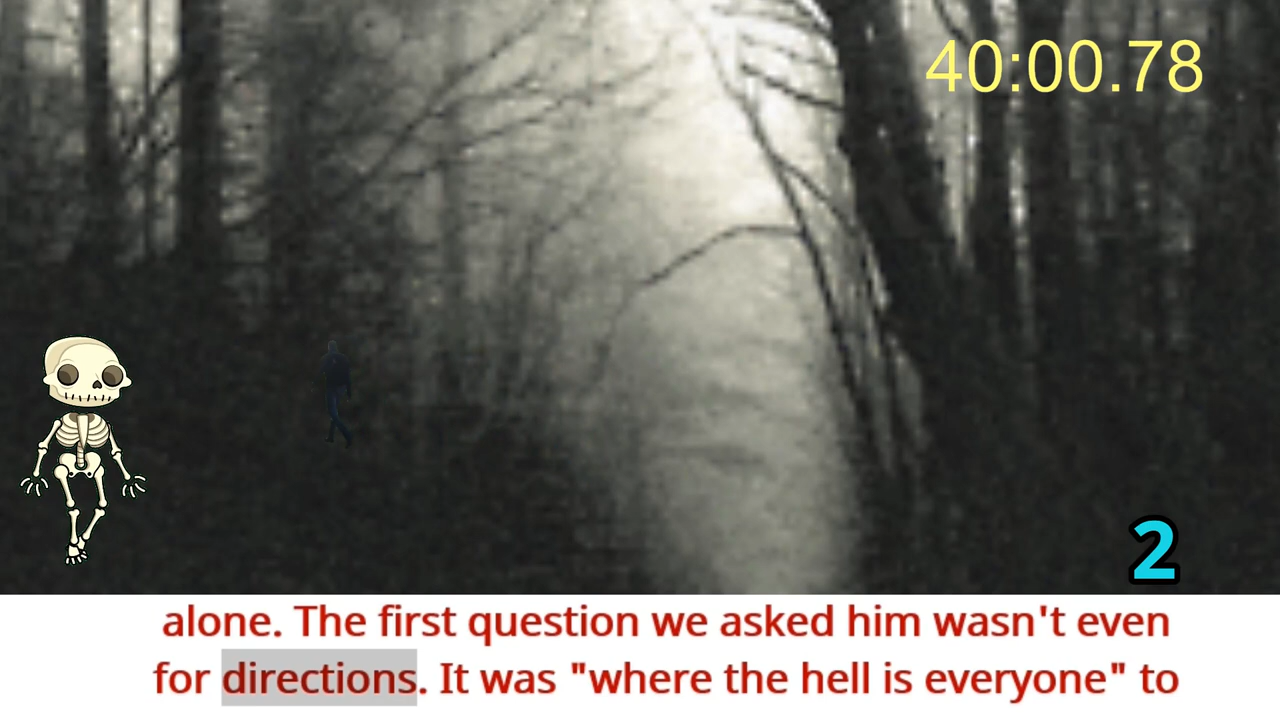 40:00.78
2
alone. The first question we asked him wasn't even
for directions. It was "where the hell is everyone" to